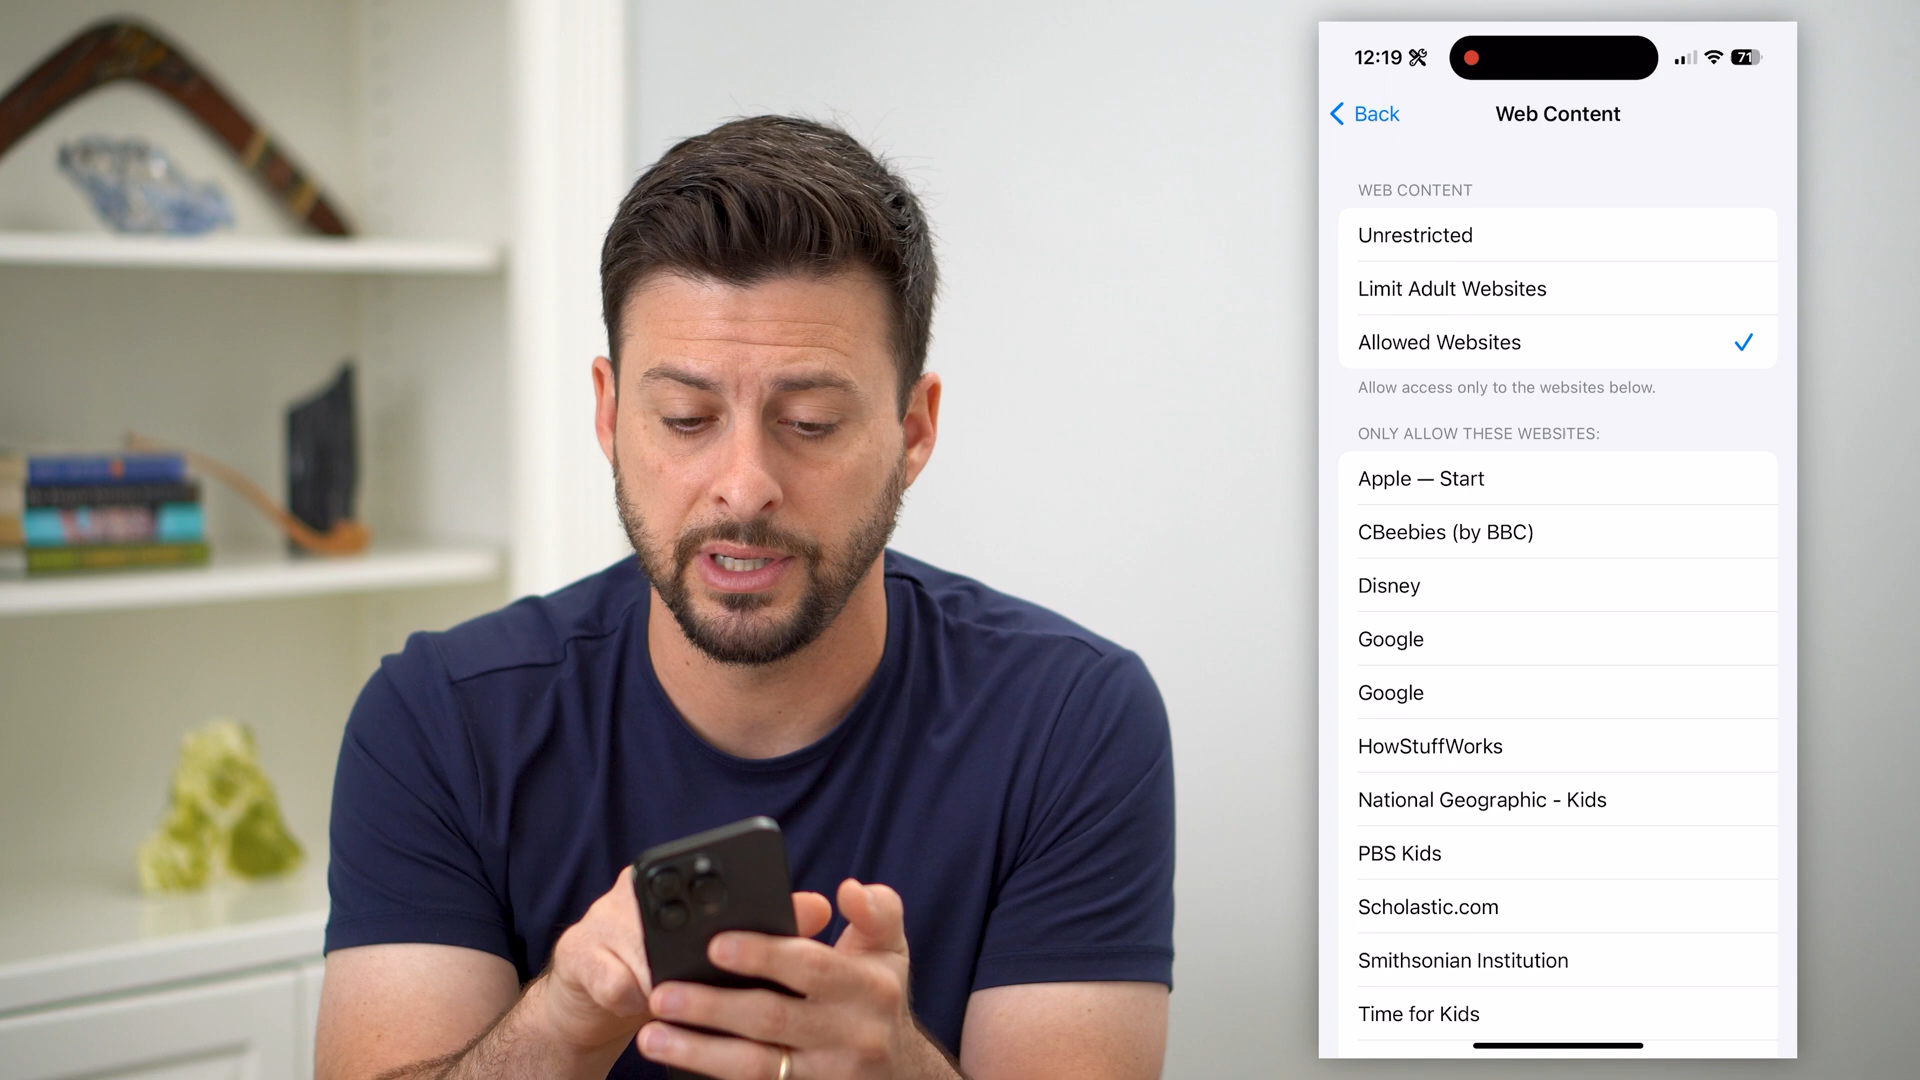 12:19
71
Back
Web Content
WEB CONTENT
Unrestricted
Limit Adult Websites
Allowed Websites
Allow access only to the websites below.
ONLY ALLOW THESE WEBSITES:
Apple — Start
CBeebies (by BBC)
Disney
Google
Google
HowStuffWorks
National Geographic - Kids
PBS Kids
Scholastic.com
Smithsonian Institution
Time for Kids